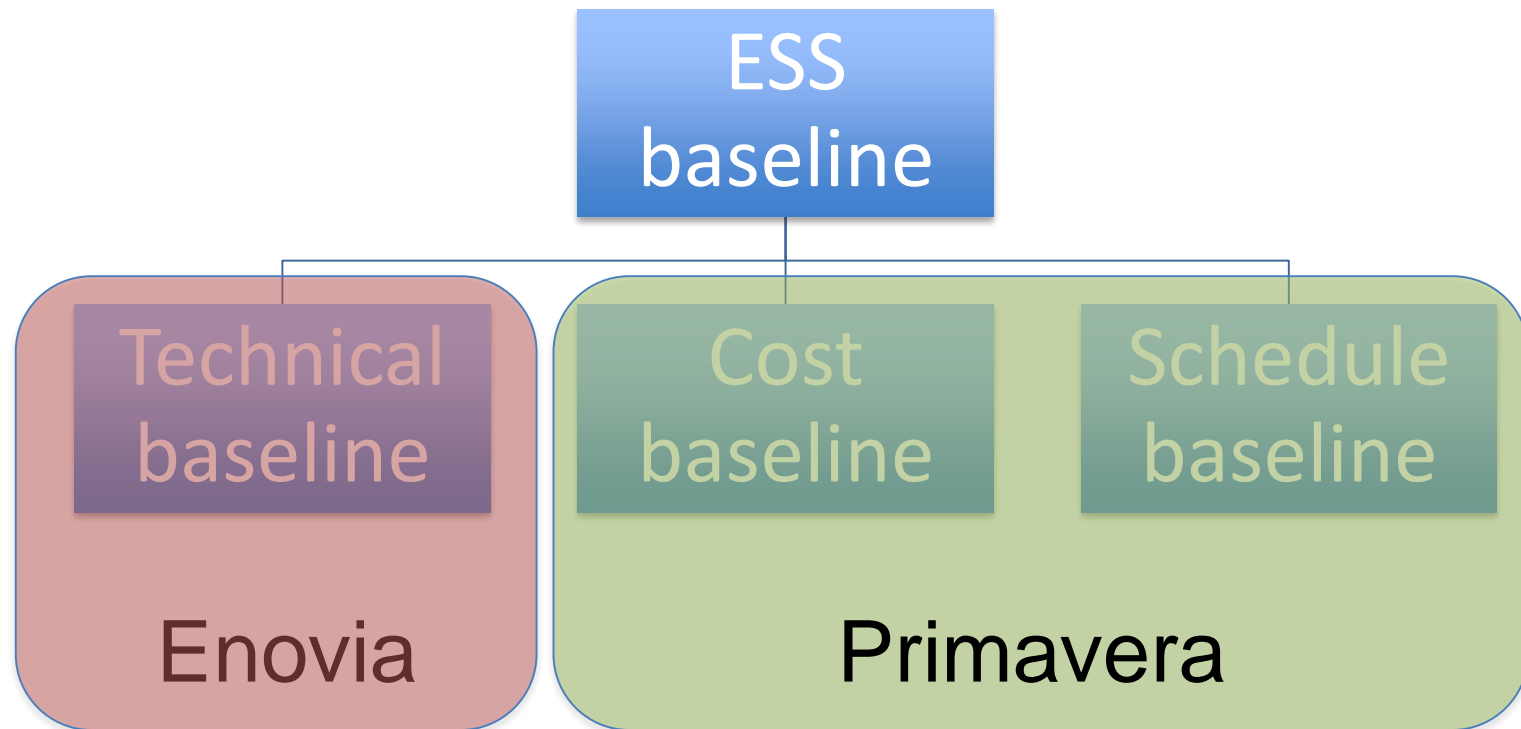 ESS
baseline
Technical
baseline
Cost
baseline
Schedule
baseline
Enovia
Primavera